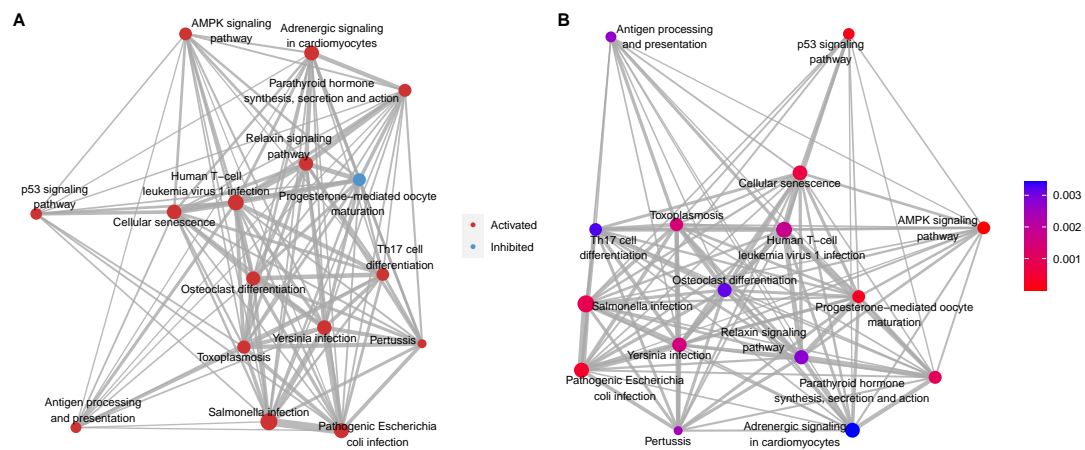 A
AMPK signaling
pathway
Adrenergic signaling
in cardiomyocytes
Parathyroid hormone
synthesis, secretion and action
Relaxin signaling
pathway
Human T−cell
leukemia virus 1 infection
p53 signaling
pathway
Progesterone−mediated oocyte
maturation
Cellular senescence
Th17 cell
differentiation
Osteoclast differentiation
Yersinia infection
Pertussis
Toxoplasmosis
Antigen processing
and presentation
Salmonella infection
Pathogenic Escherichia
coli infection
Activated
Inhibited
B
Antigen processing
and presentation
p53 signaling
pathway
Cellular senescence
Toxoplasmosis
AMPK signaling
pathway
Th17 cell
differentiation
Human T−cell
leukemia virus 1 infection
Osteoclast differentiation
Salmonella infection
Progesterone−mediated oocyte
maturation
Relaxin signaling
pathway
Yersinia infection
Pathogenic Escherichia
coli infection
Parathyroid hormone
synthesis, secretion and action
Adrenergic signaling
in cardiomyocytes
Pertussis
0.003
0.002
0.001